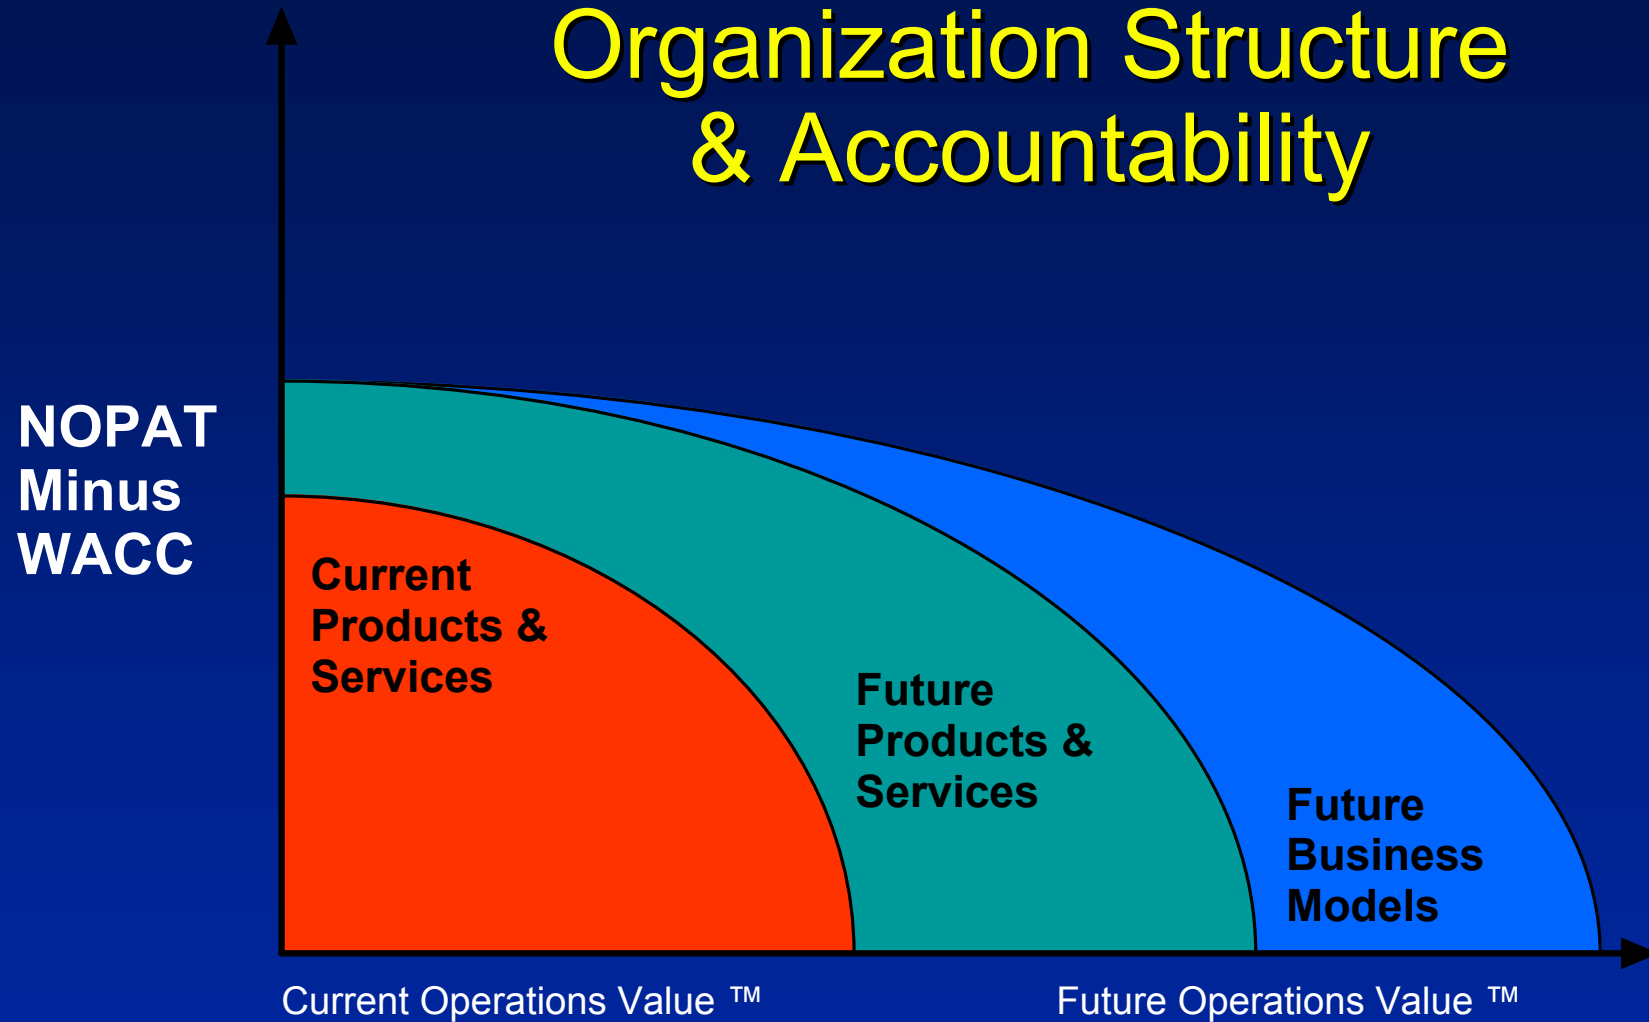 Organization Structure
& Accountability
NOPAT
Minus
WACC
Current
Products &
Services
Future
Products &
Services
Future
Business
Models
Current Operations Value ™
Future Operations Value ™